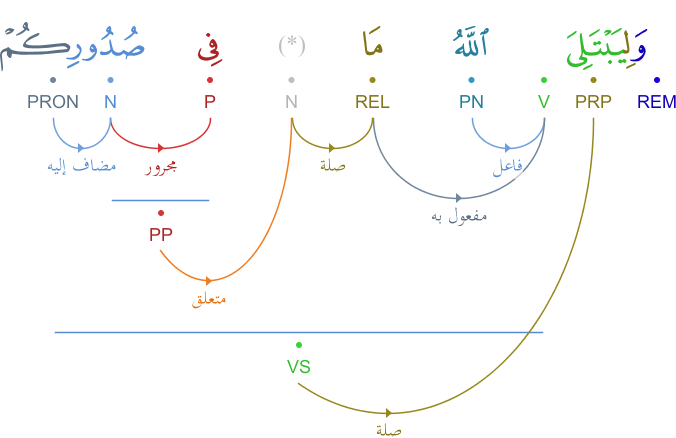 وَلِيَبْتَلِىَ ٱللَّهُ مَا (*) فِى صُدُورِكُمْ
REM PRP V PN REL N P N PRON
مضاف إليه مجرور صلة فاعل
مفعول به
PP
متعلق
VS
صلة